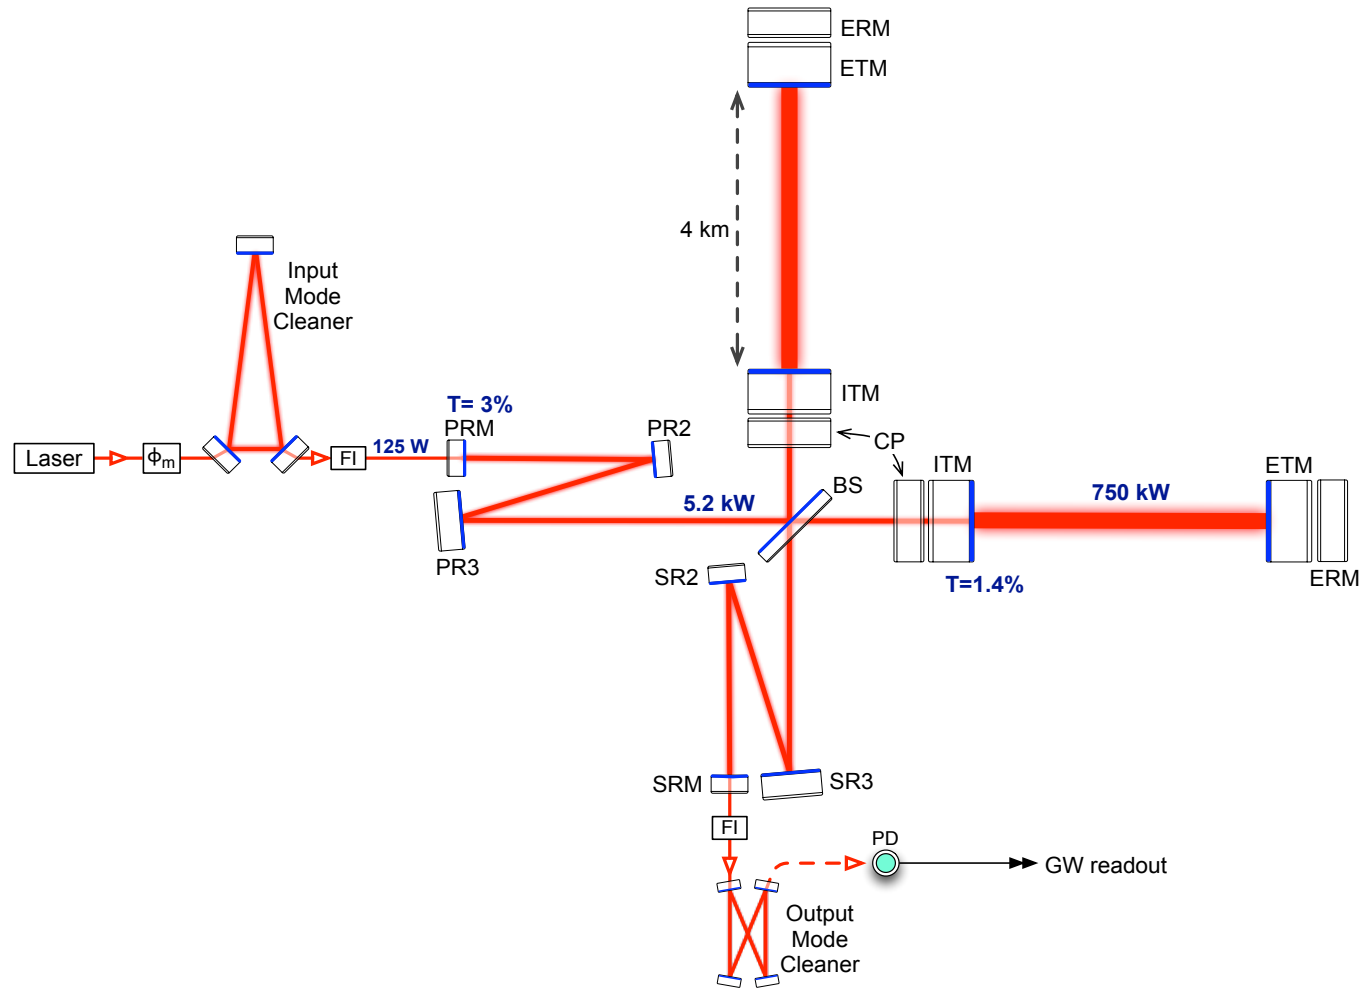 ERM
ETM
4 km
Input
Mode
Cleaner
ITM
T= 3%
PRM
PR2
CP
Laser
Φm
FI
125 W
ITM
ETM
BS
750 kW
5.2 kW
PR3
SR2
T=1.4%
ERM
SRM
SR3
FI
PD
GW readout
Output
Mode
Cleaner